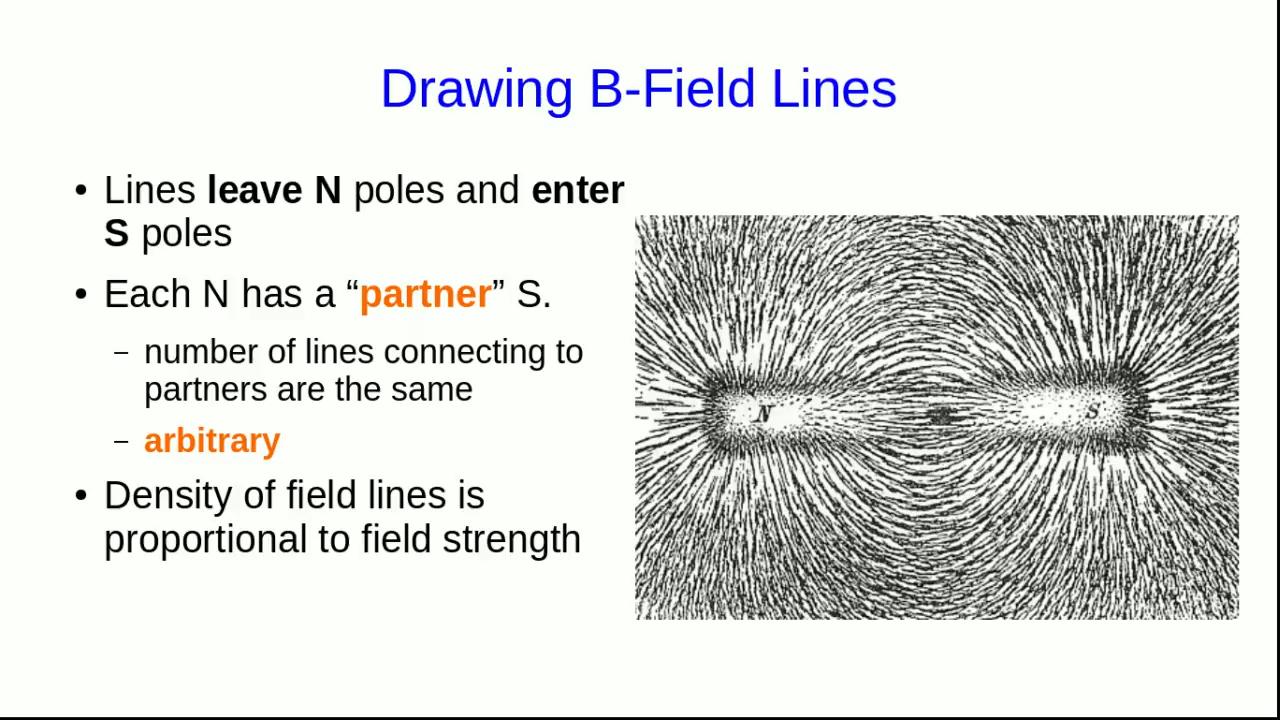 Drawing B-Field Lines
• Lines leave N poles and enter
S poles
• Each N has a “partner” S.
– number of lines connecting to
partners are the same
– arbitrary
• Density of field lines is
proportional to field strength
N
S